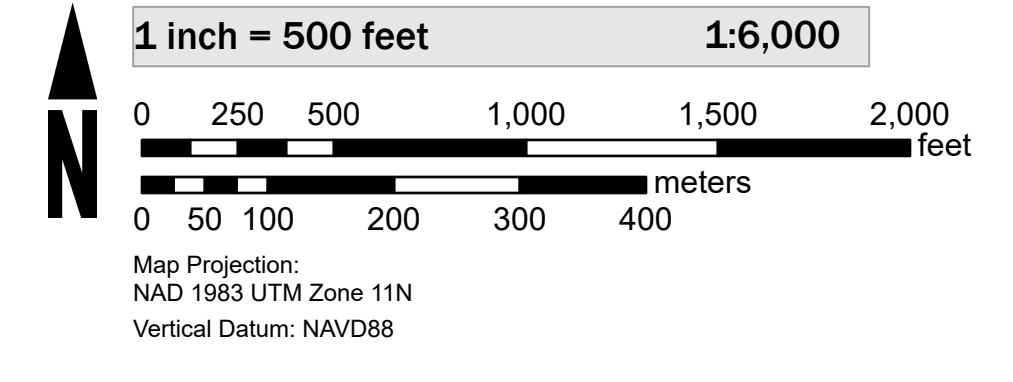 N
1 inch = 500 feet 1:6,000
0 250 500 1,000 1,500 2,000
feet
meters
0 50 100 200 300 400
Map Projection:
NAD 1983 UTM Zone 11N
Vertical Datum: NAVD88